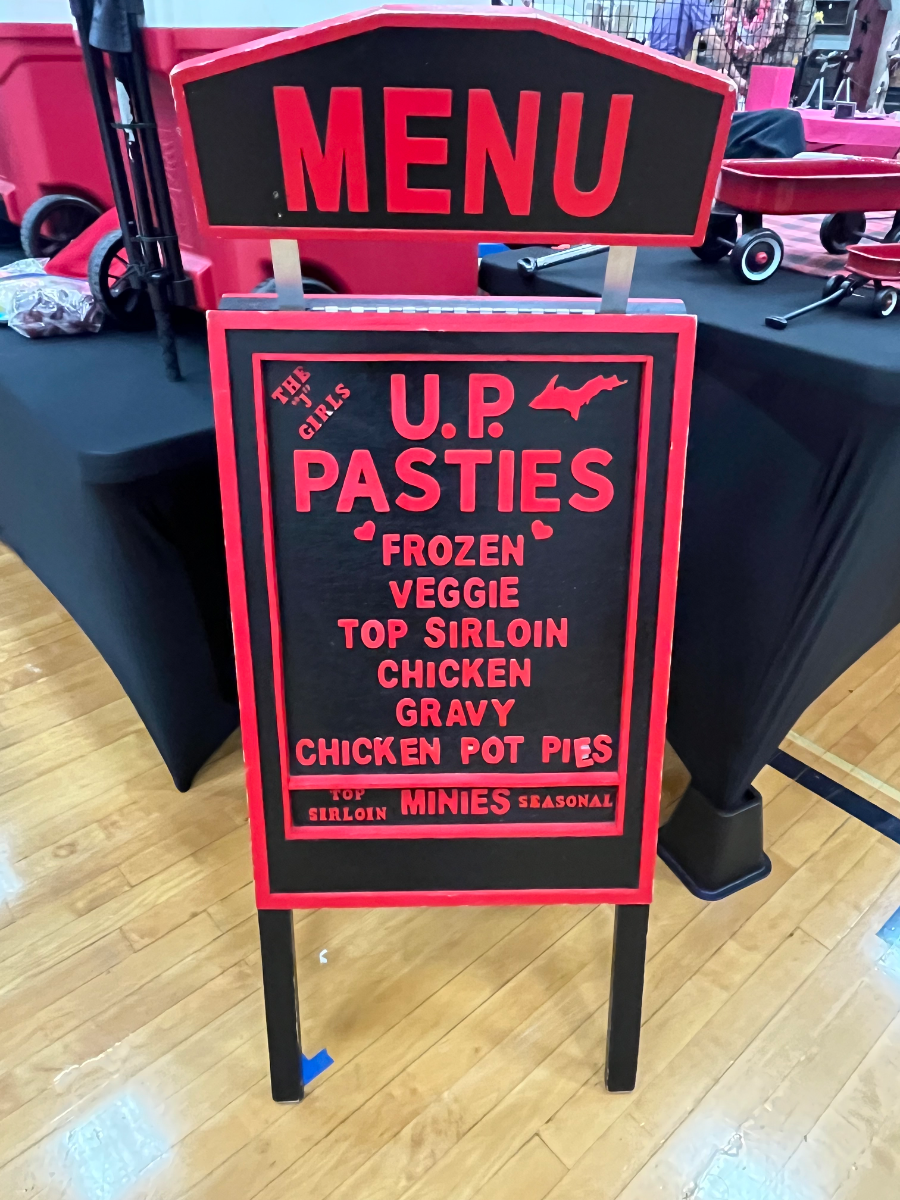 MENU
THE
"J"
GIRLS
U.P.
PASTIES
FROZEN
VEGGIE
TOP SIRLOIN
CHICKEN
GRAVY
CHICKEN POT PIES
TOP
SIRLOIN
MINIES
SEASONAL